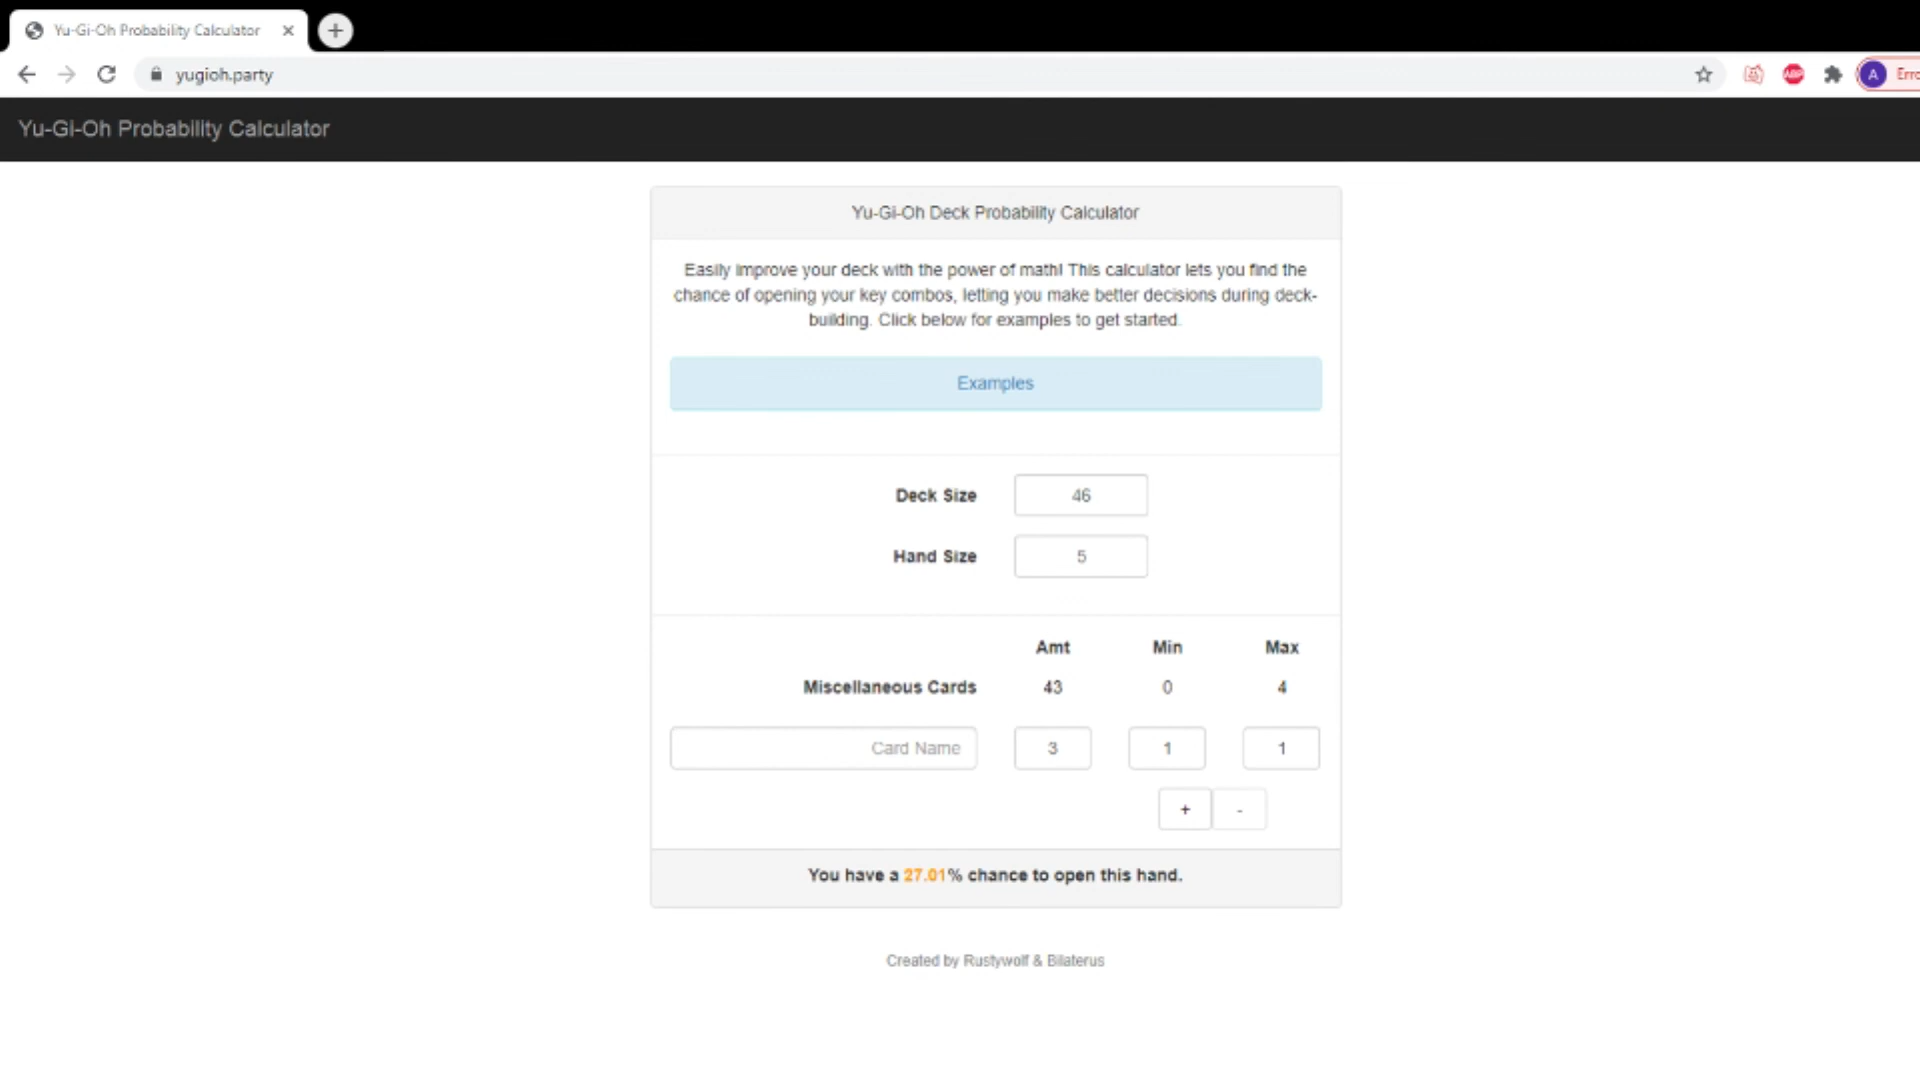 Yu-Gi-Oh Probability Calculator
yugioh.party
ABP
A
Yu-Gi-Oh Probability Calculator
Yu-Gi-Oh Deck Probability Calculator
Easily improve your deck with the power of math! This calculator lets you find the
chance of opening your key combos, letting you make better decisions during deck-
building. Click below for examples to get started.
Examples
Deck Size 46
Hand Size 5
Amt Min Max
Miscellaneous Cards 43 0 4
Card Name 3 1 1
+ -
You have a 27.01% chance to open this hand.
Created by Rustywolf & Bilaterus